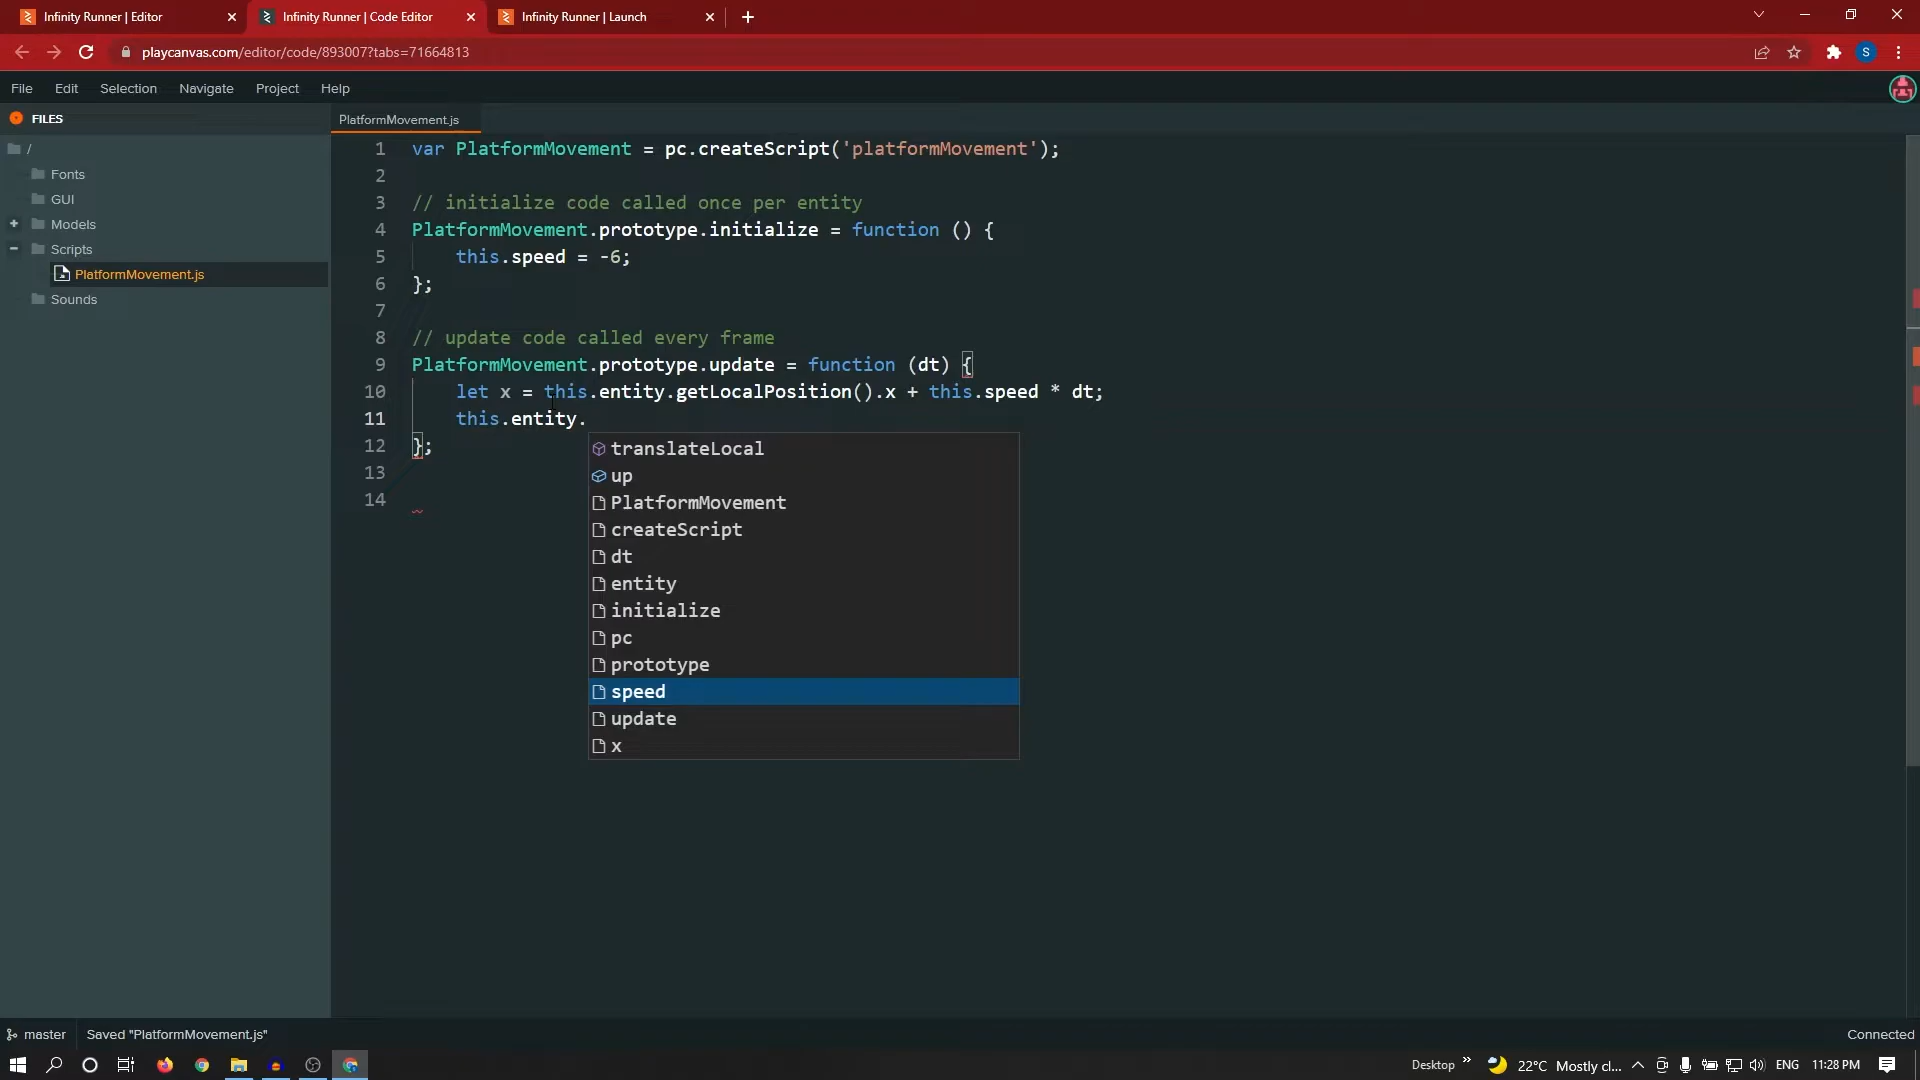 Infinity Runner | Editor
Infinity Runner | Code Editor
Infinity Runner | Launch
playcanvas.com/editor/code/893007?tabs=71664813
S
File Edit Selection Navigate Project Help
FILES
PlatformMovement.js
/
Fonts
GUI
Models
Scripts
PlatformMovement.js
Sounds
1 var PlatformMovement = pc.createScript('platformMovement');
2
3 // initialize code called once per entity
4 PlatformMovement.prototype.initialize = function () {
5 this.speed = -6;
6 };
7
8 // update code called every frame
9 PlatformMovement.prototype.update = function (dt) {
10 let x = this.entity.getLocalPosition().x + this.speed * dt;
11 this.entity.
12 };
13
14
translateLocal
up
PlatformMovement
createScript
dt
entity
initialize
pc
prototype
speed
update
x
master Saved "PlatformMovement.js" Connected
Desktop » 22°C Mostly cl... ENG 11:28 PM